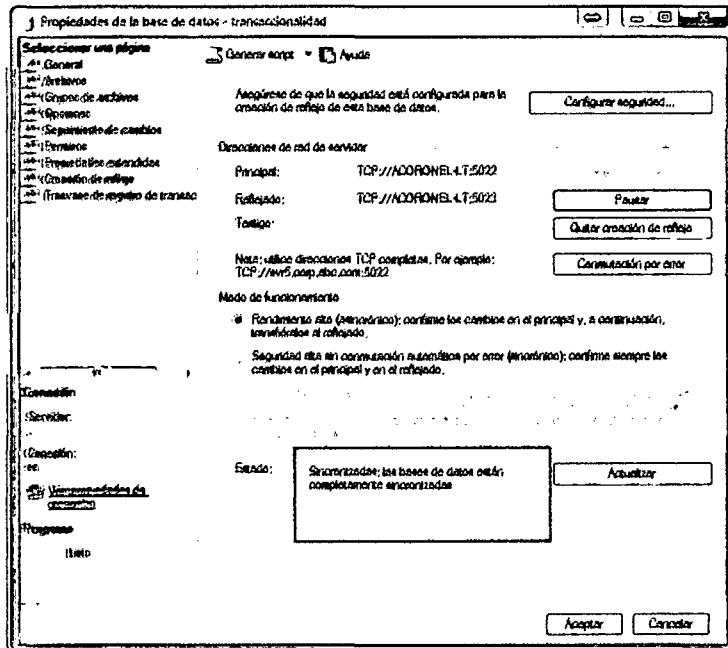 Propiedades de la base de datos - transaccionalidad
Seleccionar una página
General
Archivos
Grupos de archivos
Opciones
Seguimiento de cambios
Permisos
Propiedades extendidas
Creación de reflejo
Trasvase de registro de transac
Generar script
Ayuda
Asegúrese de que la seguridad está configurada para la
creación de reflejo de esta base de datos.
Configurar seguridad...
Direcciones de red de servidor
Principal: TCP://ACORONEL.4.T:5022
Reflejado: TCP://ACORONEL.4.T:5023
Pausar
Testigo:
Quitar creación de reflejo
Nota: utilice direcciones TCP completas. Por ejemplo:
TCP://svr5.corp.abc.com:5022
Conmutación por error
Modo de funcionamiento
Rendimiento alto (asincrónico): confirme los cambios en el principal y, a continuación,
transfiéralos al reflejado.
Seguridad alta sin conmutación automática por error (sincrónico): confirme siempre los
cambios en el principal y en el reflejado.
Conexión
Servidor:
Conexión:
Ver propiedades de
conexión
Progreso
Listo
Estado:
Sincronizadas: las bases de datos están
completamente sincronizadas
Actualizar
Aceptar
Cancelar